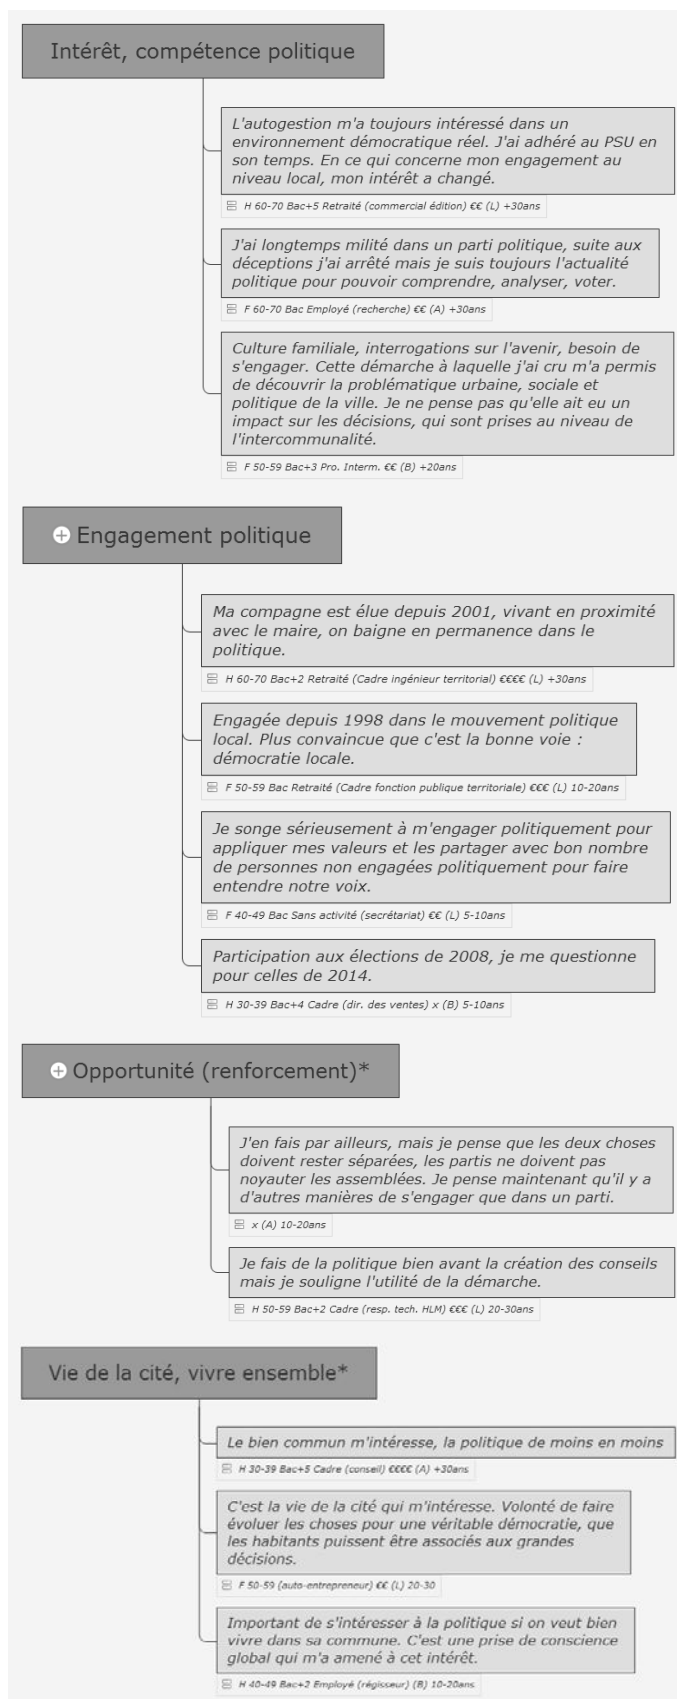 Intérêt, compétence politique
L'autogestion m'a toujours intéressé dans un
environnement démocratique réel. J'ai adhéré au PSU en
son temps. En ce qui concerne mon engagement au
niveau local, mon intérêt a changé.
H 60-70 Bac+5 Retraité (commercial édition) €€ (L) +30ans
J'ai longtemps milité dans un parti politique, suite aux
déceptions j'ai arrêté mais je suis toujours l'actualité
politique pour pouvoir comprendre, analyser, voter.
F 60-70 Bac Employé (recherche) €€ (A) +30ans
Culture familiale, interrogations sur l'avenir, besoin de
s'engager. Cette démarche à laquelle j'ai cru m'a permis
de découvrir la problématique urbaine, sociale et
politique de la ville. Je ne pense pas qu'elle ait eu un
impact sur les décisions, qui sont prises au niveau de
l'intercommunalité.
F 50-59 Bac+3 Pro. Interm. €€ (B) +20ans
Engagement politique
Ma compagne est élue depuis 2001, vivant en proximité
avec le maire, on baigne en permanence dans le
politique.
H 60-70 Bac+2 Retraité (Cadre ingénieur territorial) €€€€ (L) +30ans
Engagée depuis 1998 dans le mouvement politique
local. Plus convaincue que c'est la bonne voie :
démocratie locale.
F 50-59 Bac Retraité (Cadre fonction publique territoriale) €€€ (L) 10-20ans
Je songe sérieusement à m'engager politiquement pour
appliquer mes valeurs et les partager avec bon nombre
de personnes non engagées politiquement pour faire
entendre notre voix.
F 40-49 Bac Sans activité (secrétariat) €€ (L) 5-10ans
Participation aux élections de 2008, je me questionne
pour celles de 2014.
H 30-39 Bac+4 Cadre (dir. des ventes) x (B) 5-10ans
Opportunité (renforcement)*
J'en fais par ailleurs, mais je pense que les deux choses
doivent rester séparées, les partis ne doivent pas
noyauter les assemblées. Je pense maintenant qu'il y a
d'autres manières de s'engager que dans un parti.
x (A) 10-20ans
Je fais de la politique bien avant la création des conseils
mais je souligne l'utilité de la démarche.
H 50-59 Bac+2 Cadre (resp. tech. HLM) €€€ (L) 20-30ans
Vie de la cité, vivre ensemble*
Le bien commun m'intéresse, la politique de moins en moins
H 30-39 Bac+5 Cadre (conseil) €€€€ (A) +30ans
C'est la vie de la cité qui m'intéresse. Volonté de faire
évoluer les choses pour une véritable démocratie, que
les habitants puissent être associés aux grandes
décisions.
F 50-59 (auto-entrepreneur) €€ (L) 20-30
Important de s'intéresser à la politique si on veut bien
vivre dans sa commune. C'est une prise de conscience
global qui m'a amené à cet intérêt.
H 40-49 Bac+2 Employé (régisseur) (B) 10-20ans